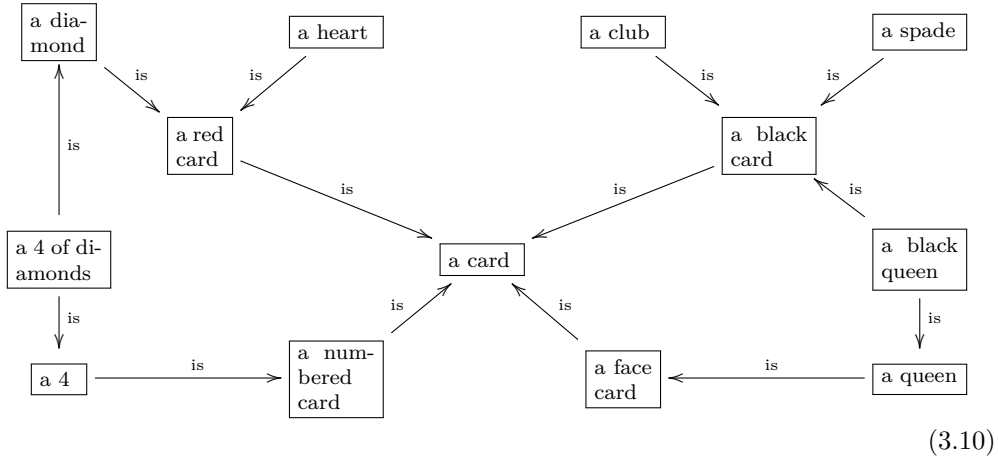 a dia-
mond
a heart
a club
a spade
is
is
is
is
a red
card
a black
card
is
is
is
is
a 4 of di-
amonds
a card
a black
queen
is
is
is
is
a 4
is
a num-
bered
card
a face
card
is
a queen
(3.10)